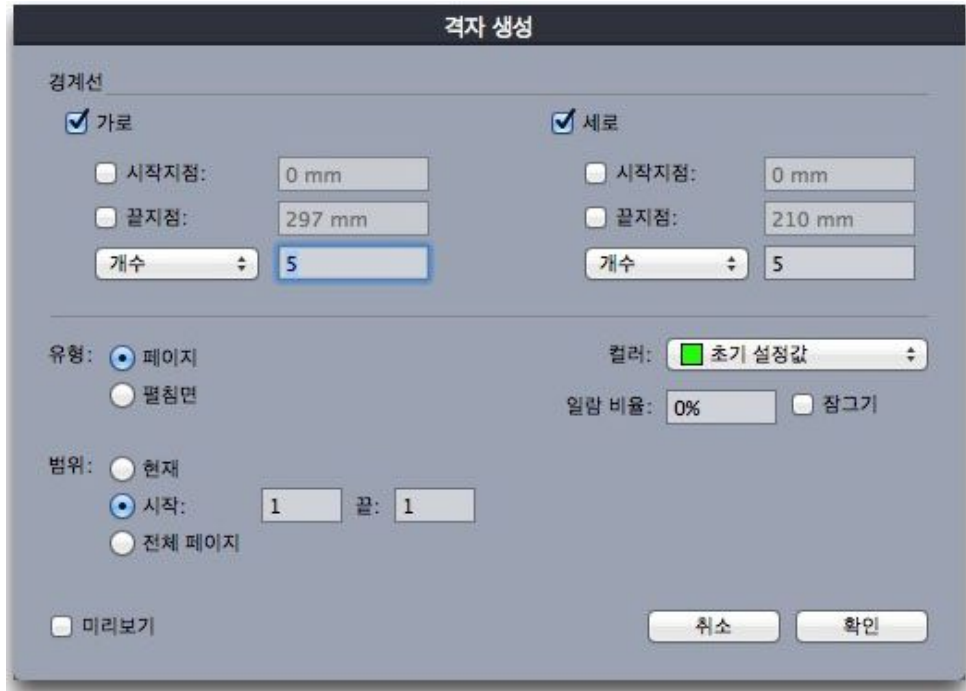 격자 생성
경계선
가로 세로
시작지점: 0 mm 시작지점: 0 mm
끝지점: 297 mm 끝지점: 210 mm
개수 5 개수 5
유형: 페이지 컬러: 초기 설정값
펼침면
일람 비율: 0% 잠그기
범위: 현재
시작: 1 끝: 1
전체 페이지
미리보기 취소 확인